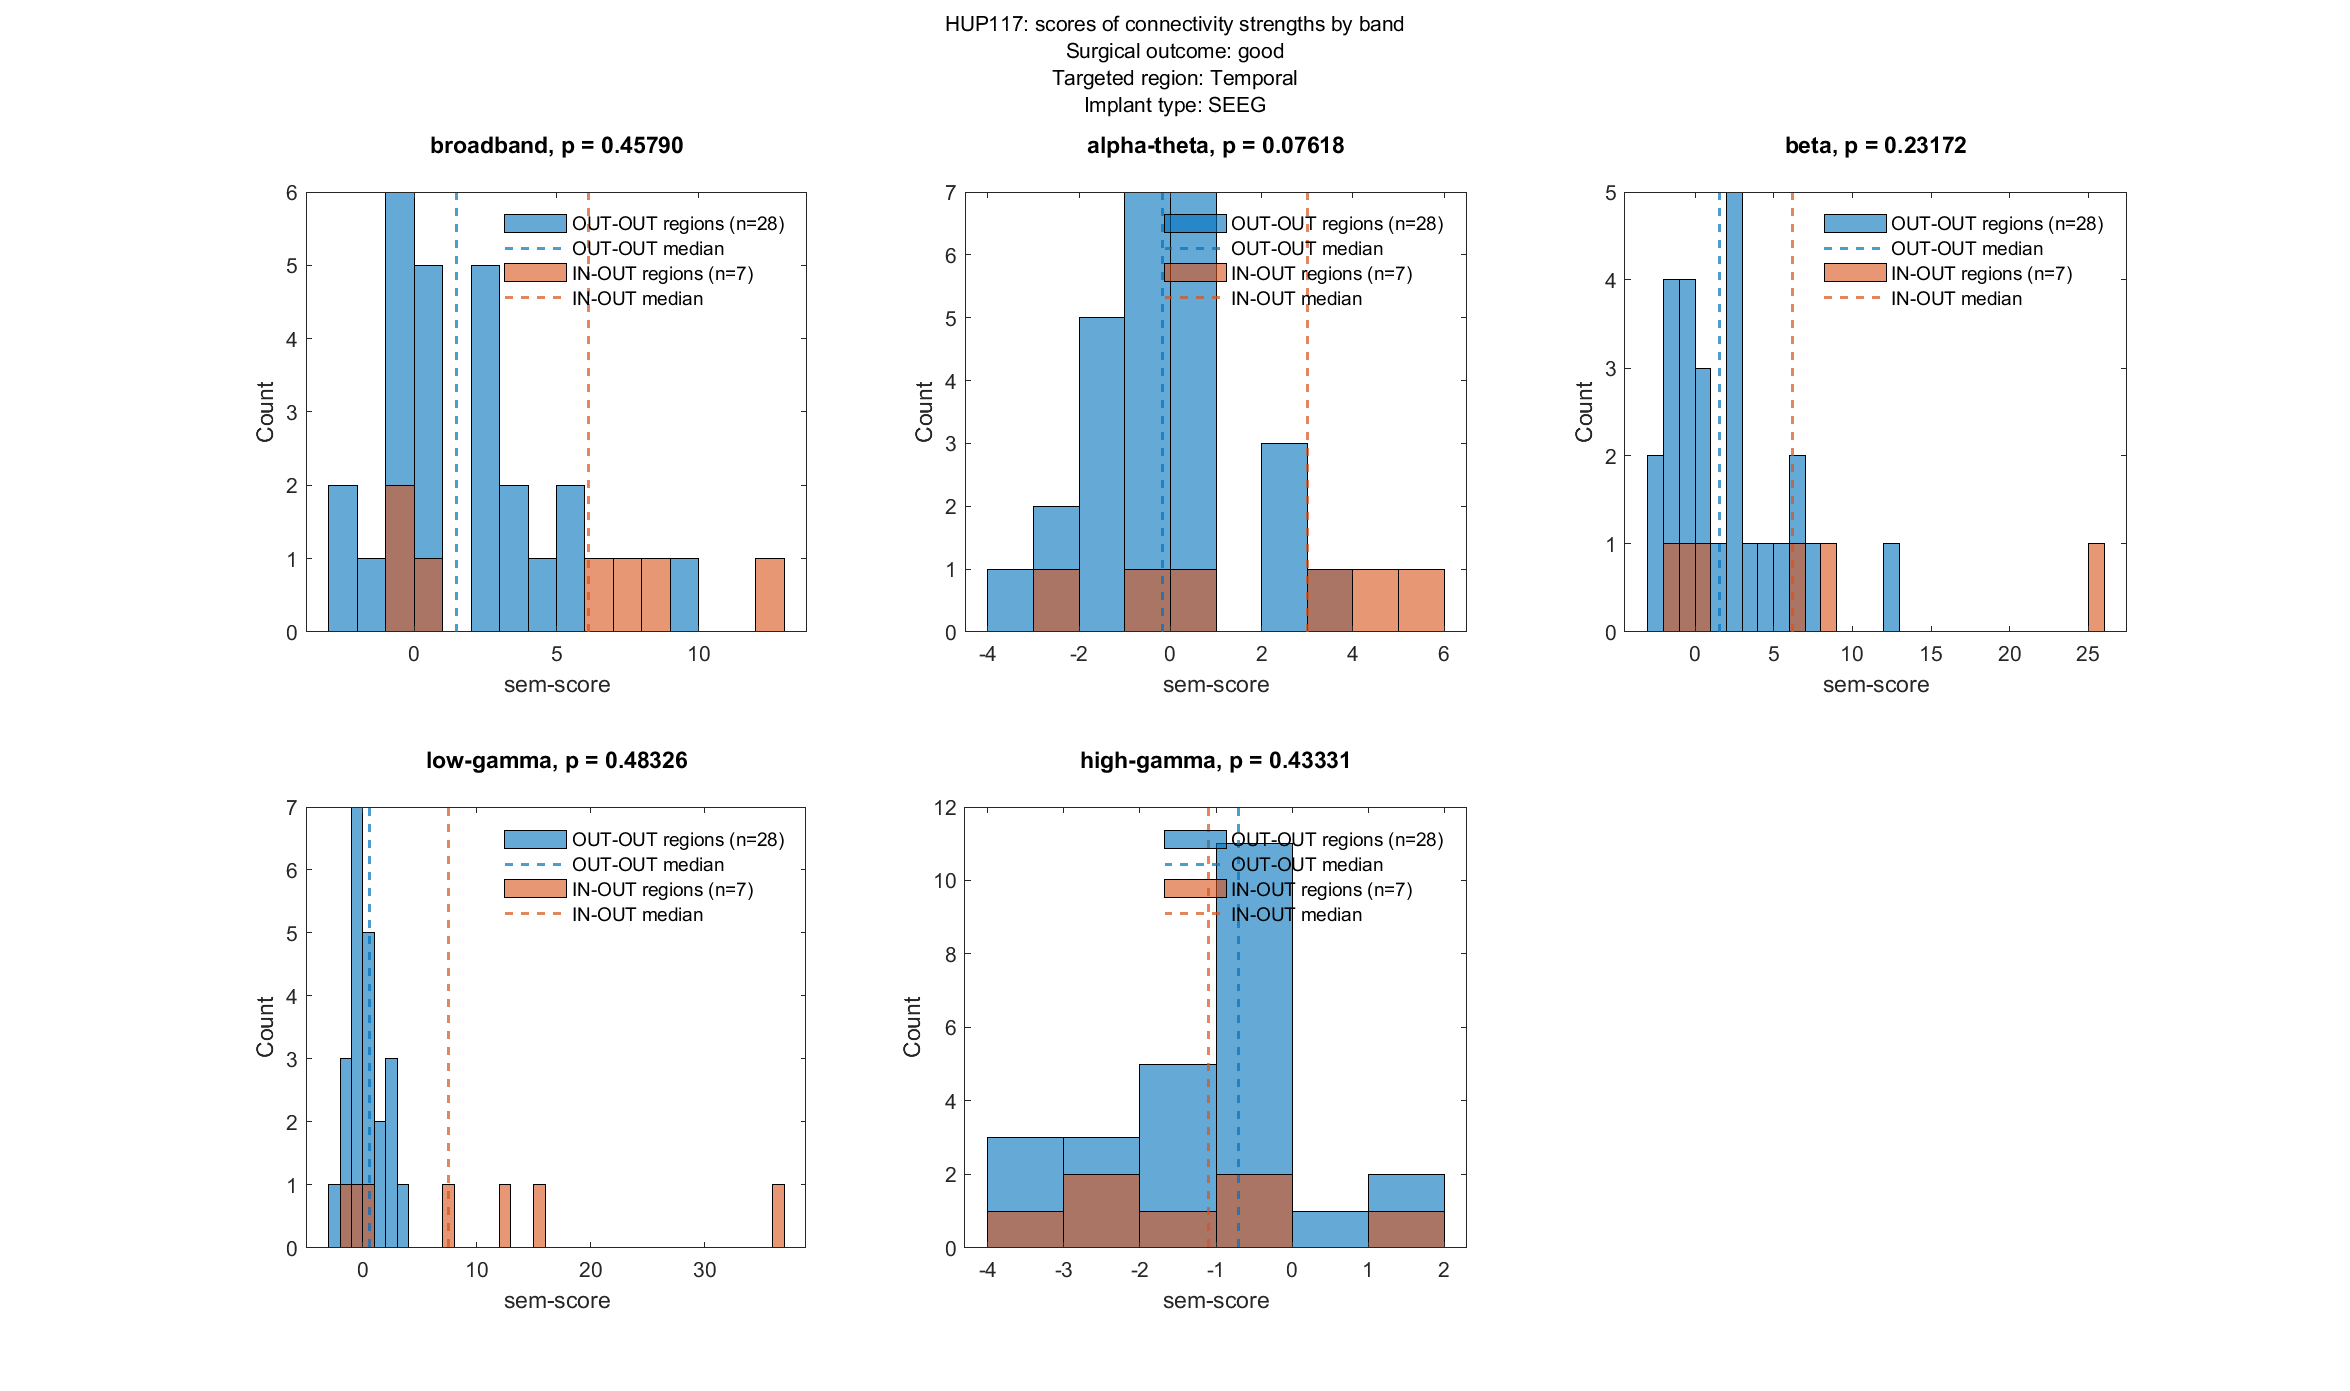 HUP117: scores of connectivity strengths by band
Surgical outcome: good
Targeted region: Temporal
Implant type: SEEG
broadband, p = 0.45790
6
5
4
3
2
1
0
Count
0 5 10
sem-score
OUT-OUT regions (n=28)
OUT-OUT median
IN-OUT regions (n=7)
IN-OUT median
alpha-theta, p = 0.07618
7
6
5
4
3
2
1
0
Count
-4 -2 0 2 4 6
sem-score
OUT-OUT regions (n=28)
OUT-OUT median
IN-OUT regions (n=7)
IN-OUT median
beta, p = 0.23172
5
4
3
2
1
0
Count
0 5 10 15 20 25
sem-score
OUT-OUT regions (n=28)
OUT-OUT median
IN-OUT regions (n=7)
IN-OUT median
low-gamma, p = 0.48326
7
6
5
4
3
2
1
0
Count
0 10 20 30
sem-score
OUT-OUT regions (n=28)
OUT-OUT median
IN-OUT regions (n=7)
IN-OUT median
high-gamma, p = 0.43331
12
10
8
6
4
2
0
Count
-4 -3 -2 -1 0 1 2
sem-score
OUT-OUT regions (n=28)
OUT-OUT median
IN-OUT regions (n=7)
IN-OUT median